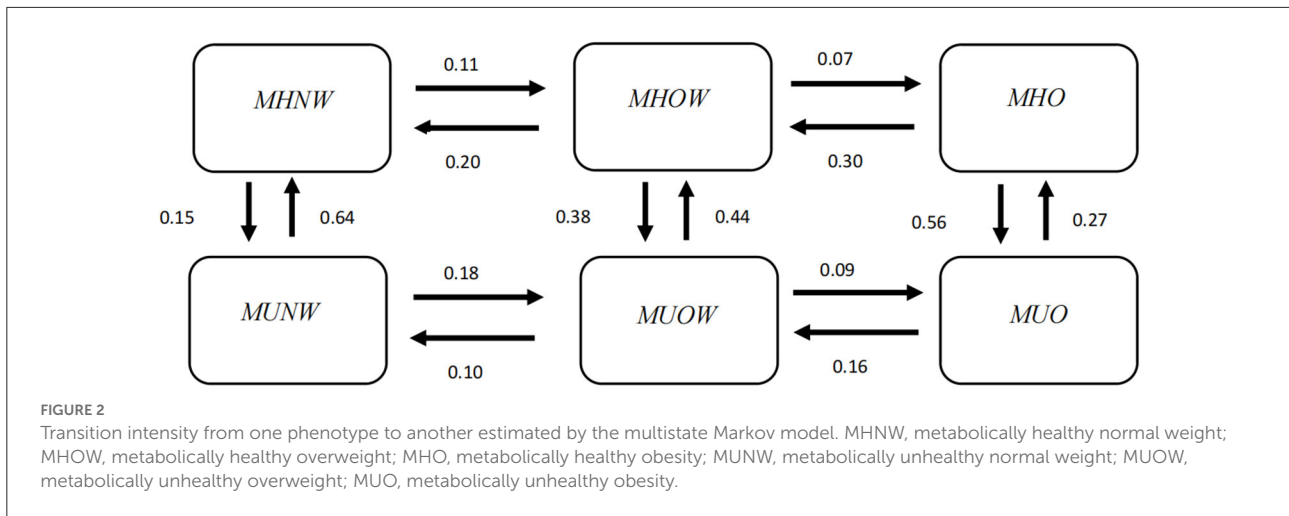 0.11
0.07
MHNW
MHOW
MHO
0.20
0.30
0.15
0.64
0.38
0.44
0.56
0.27
0.18
0.09
MUNW
MUOW
MUO
0.10
0.16
FIGURE 2
Transition intensity from one phenotype to another estimated by the multistate Markov model. MHNW, metabolically healthy normal weight;
MHOW, metabolically healthy overweight; MHO, metabolically healthy obesity; MUNW, metabolically unhealthy normal weight; MUOW,
metabolically unhealthy overweight; MUO, metabolically unhealthy obesity.